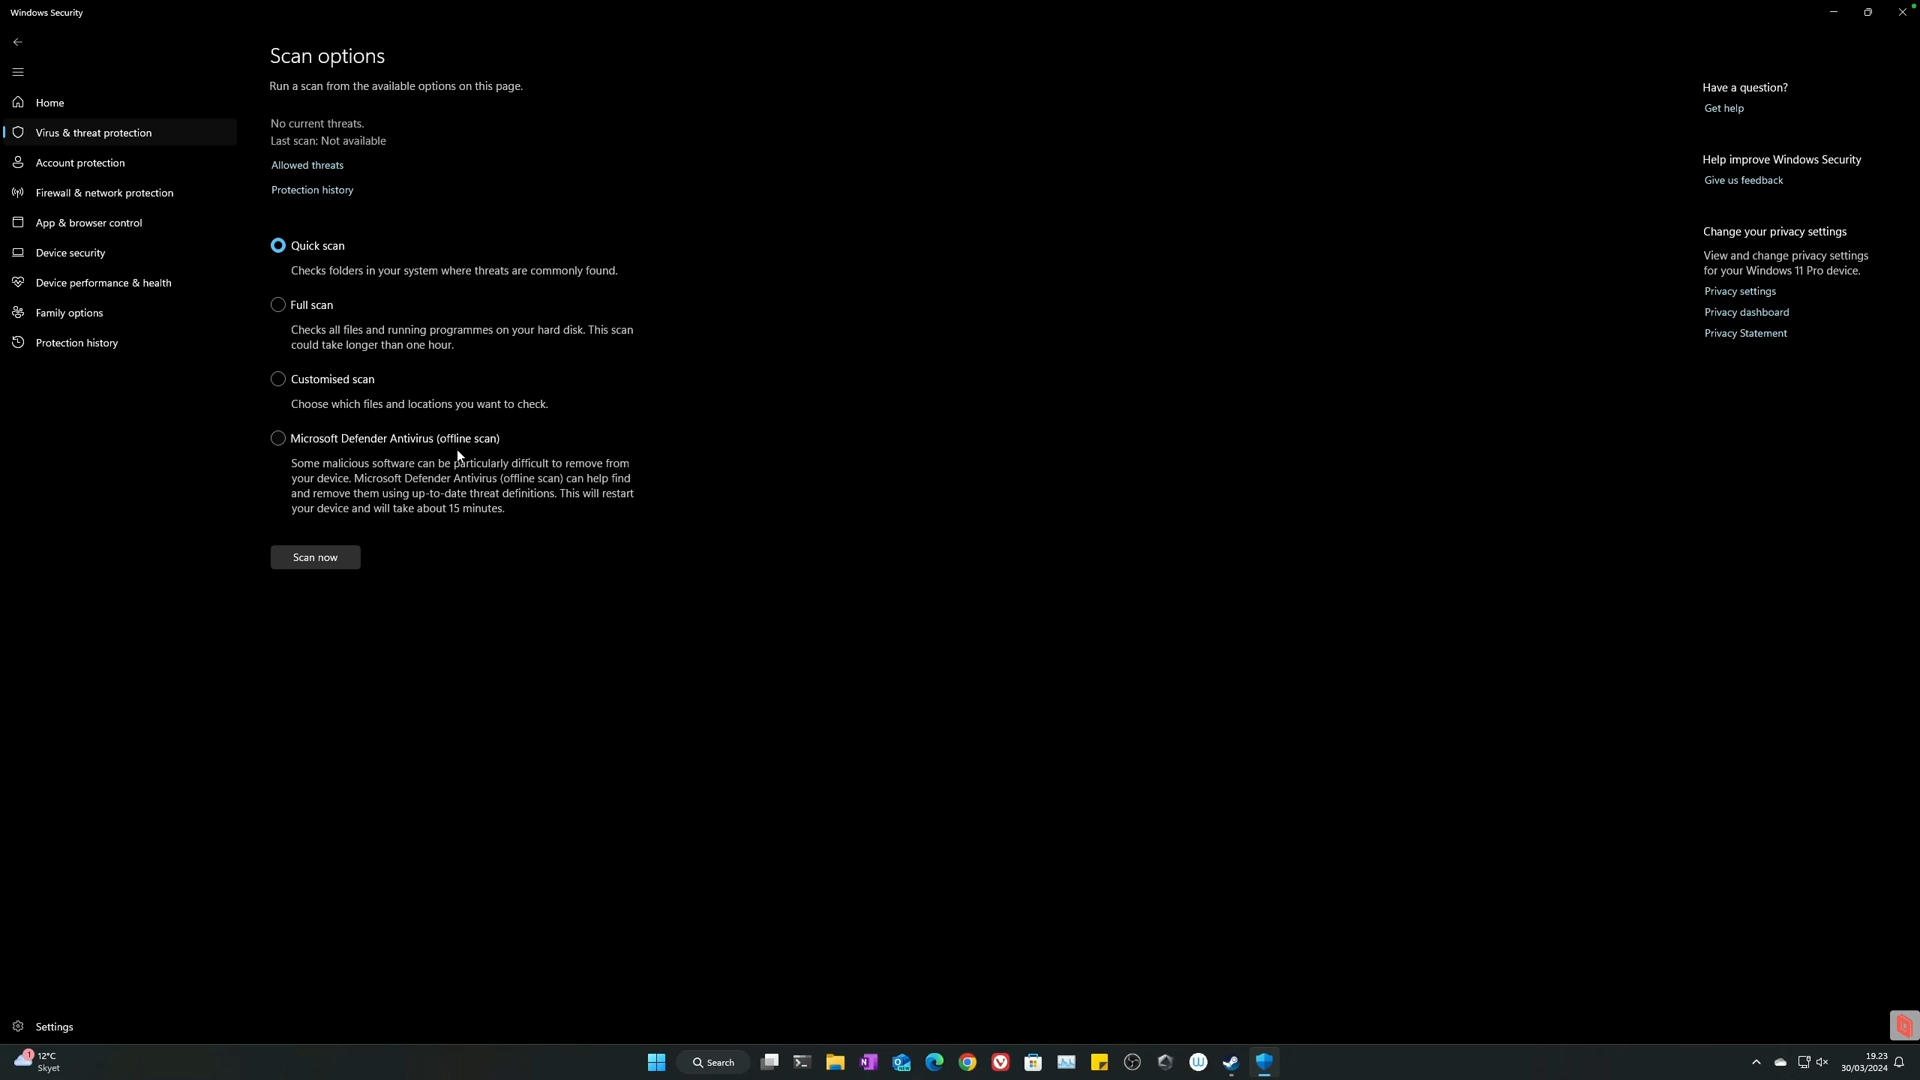 Windows Security
Home
Virus & threat protection
Account protection
Firewall & network protection
App & browser control
Device security
Device performance & health
Family options
Protection history
Settings
Scan options
Run a scan from the available options on this page.
No current threats.
Last scan: Not available
Allowed threats
Protection history
Quick scan
Checks folders in your system where threats are commonly found.
Full scan
Checks all files and running programmes on your hard disk. This scan
could take longer than one hour.
Customised scan
Choose which files and locations you want to check.
Microsoft Defender Antivirus (offline scan)
Some malicious software can be particularly difficult to remove from
your device. Microsoft Defender Antivirus (offline scan) can help find
and remove them using up-to-date threat definitions. This will restart
your device and will take about 15 minutes.
Scan now
Have a question?
Get help
Help improve Windows Security
Give us feedback
Change your privacy settings
View and change privacy settings
for your Windows 11 Pro device.
Privacy settings
Privacy dashboard
Privacy Statement
1
12°C
Skyet
Search
N
NEW
W
19.23
30/03/2024